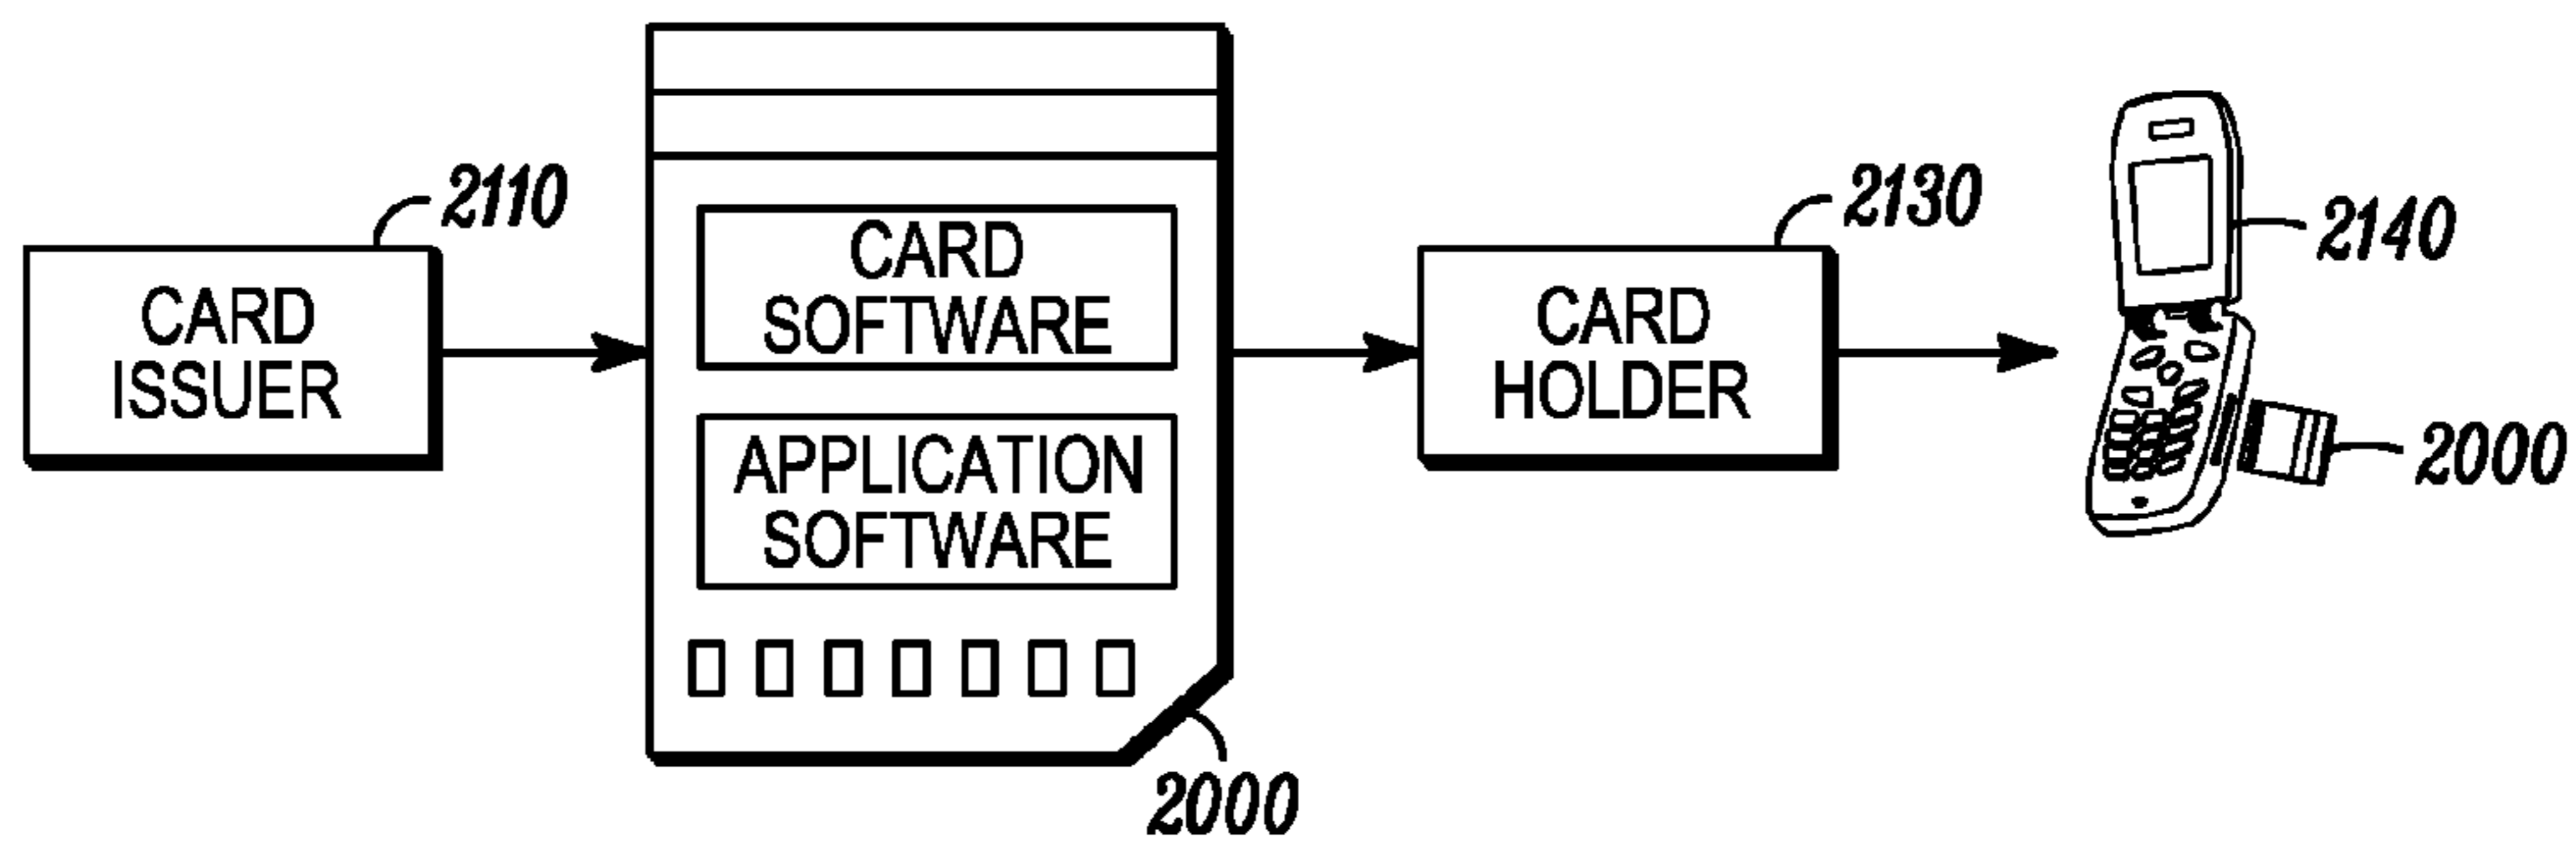 2110
CARD
ISSUER
CARD
SOFTWARE
APPLICATION
SOFTWARE
2000
2130
CARD
HOLDER
2140
2000